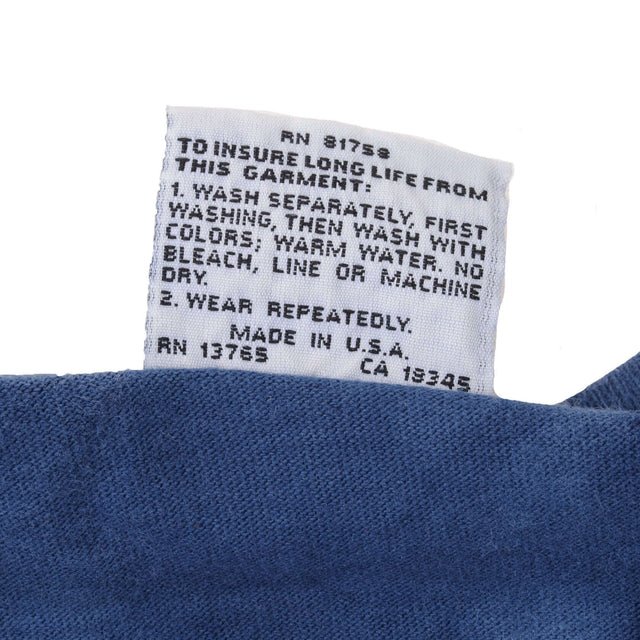 RN 81758
TO INSURE LONG LIFE FROM
THIS GARMENT:
1. WASH SEPARATELY, FIRST
WASHING, THEN WASH WITH
COLORS; WARM WATER. NO
BLEACH, LINE OR MACHINE
DRY.
2. WEAR REPEATEDLY.
MADE IN U.S.A.
RN 13765 CA 18345